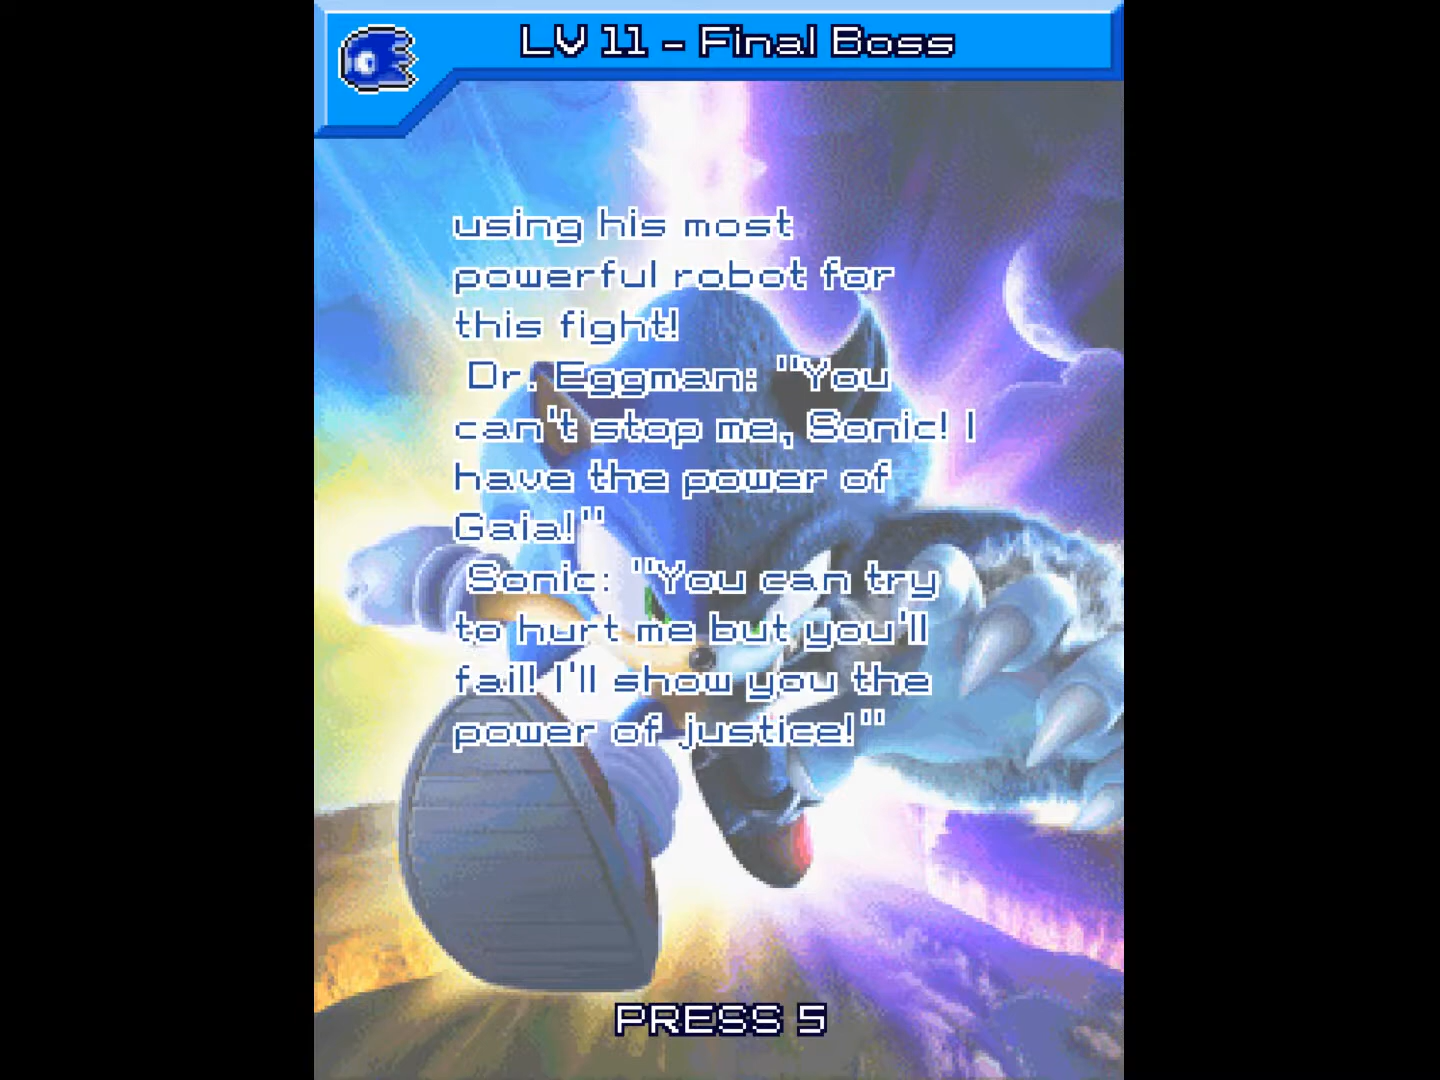 LV 11 - Final Boss
using his most
powerful robot for
this fight!
Dr. Eggman: "You
can't stop me, Sonic! I
have the power of
Gaia!"
Sonic: "You can try
to hurt me but you'll
fail! I'll show you the
power of justice!"
PRESS 5